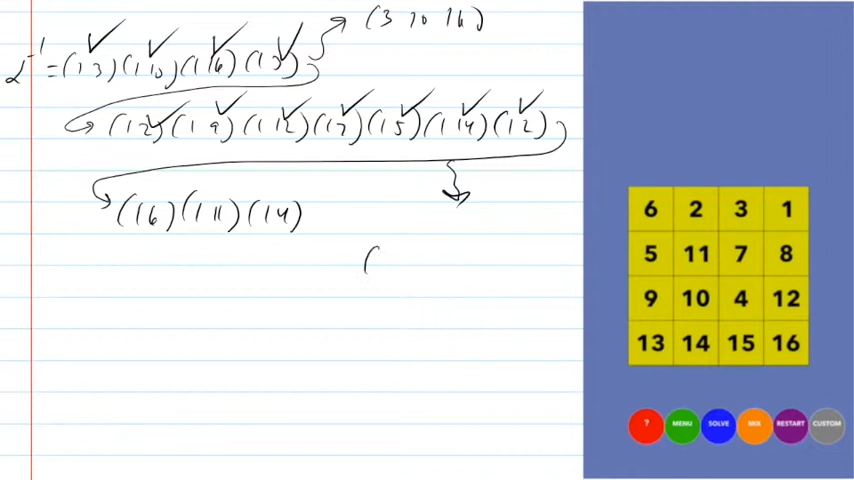 (3 10 16)
α⁻¹ = (1 3)(1 10)(1 16)(1 3)
(1 2)(1 9)(1 12)(1 7)(1 5)(1 14)(1 2)
(1 6)(1 11)(1 4)
(
6 2 3 1
5 11 7 8
9 10 4 12
13 14 15 16
? MENU SOLVE MIX RESTART CUSTOM